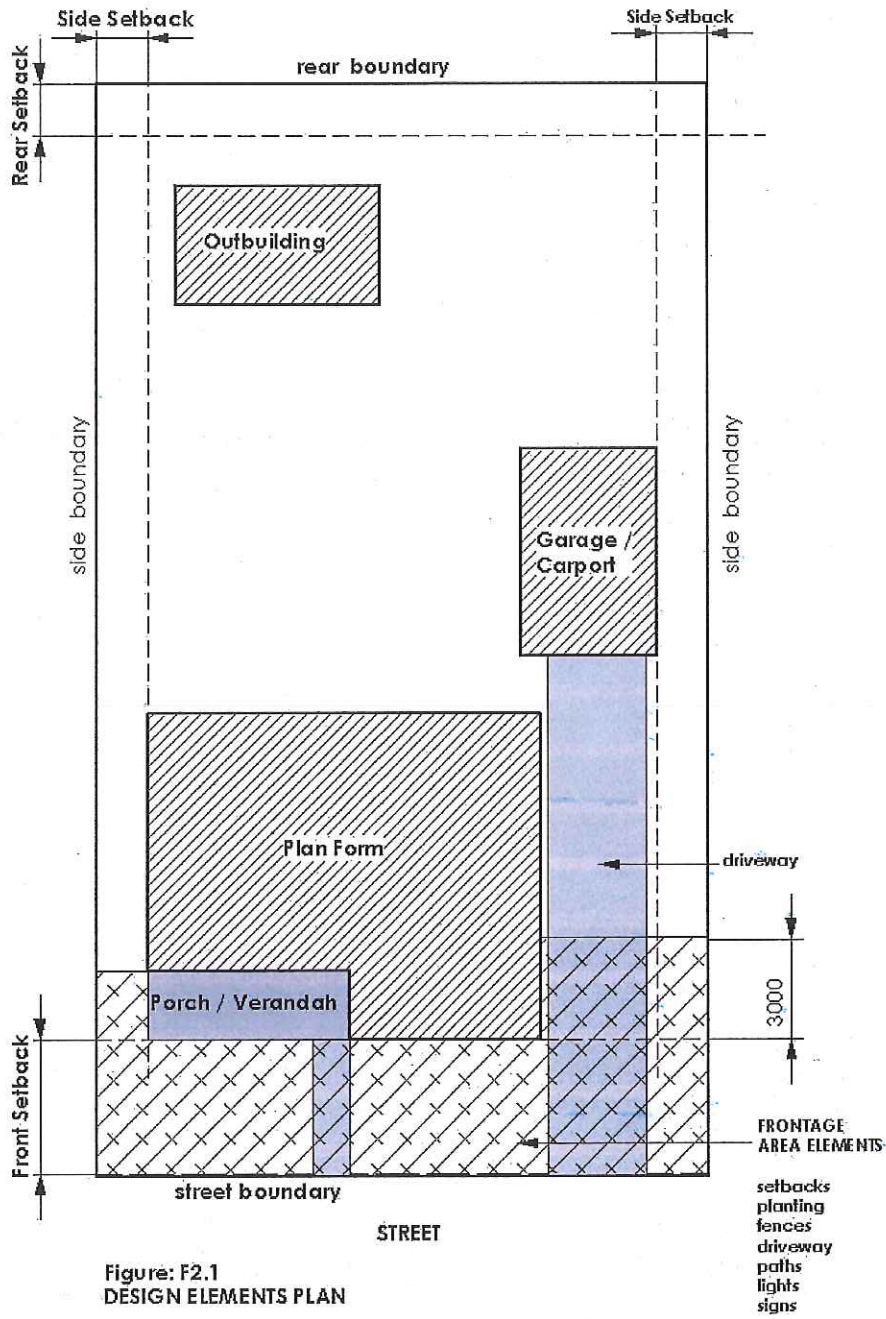 Side Setback
Side Setback
rear boundary
Rear Setback
Outbuilding
side boundary
side boundary
Garage /
Carport
Plan Form
driveway
Porch / Verandah
3000
Front Setback
FRONTAGE
AREA ELEMENTS
street boundary
setbacks
planting
fences
driveway
paths
lights
signs
STREET
Figure: F2.1
DESIGN ELEMENTS PLAN